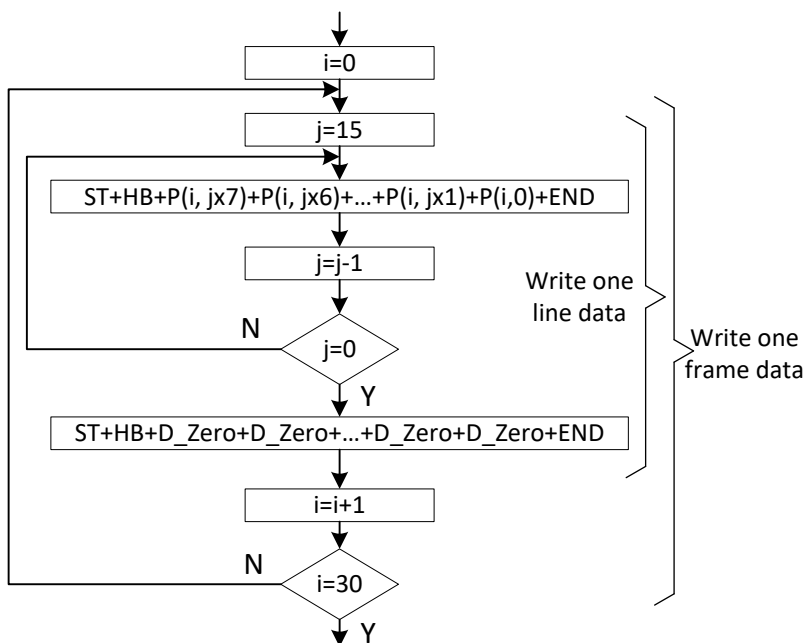 i=0
j=15
ST+HB+P(i, jx7)+P(i, jx6)+...+P(i, jx1)+P(i,0)+END
j=j-1
Write one
line data
N
j=0
Write one
frame data
Y
ST+HB+D_Zero+D_Zero+...+D_Zero+D_Zero+END
i=i+1
N
i=30
Y